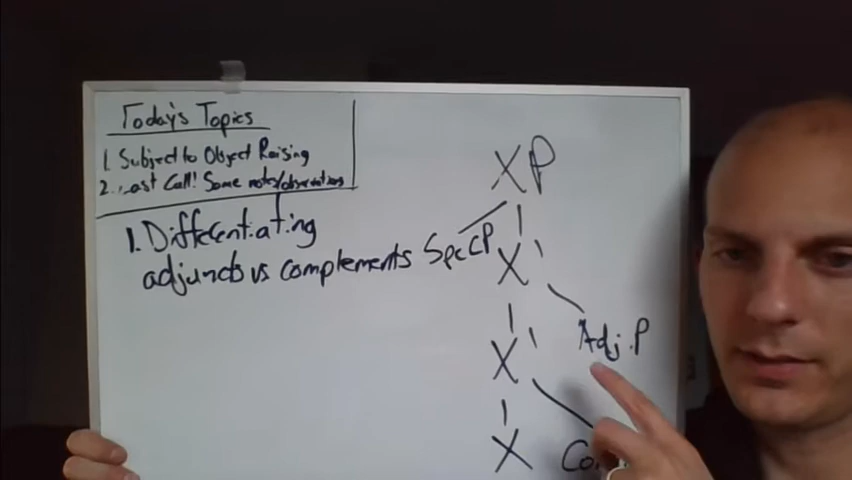 Today's Topics
1. Subject to Object Raising
2. Last Call! Some notes/observations
1. Differentiating
adjuncts vs complements
XP
SpecP
X'
Adj.P
X'
X
Co